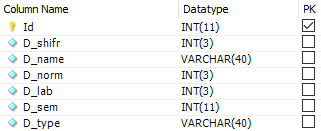 Column Name Datatype PK
Id INT(11)
D_shifr INT(3)
D_name VARCHAR(40)
D_norm INT(3)
D_lab INT(3)
D_sem INT(11)
D_type VARCHAR(40)